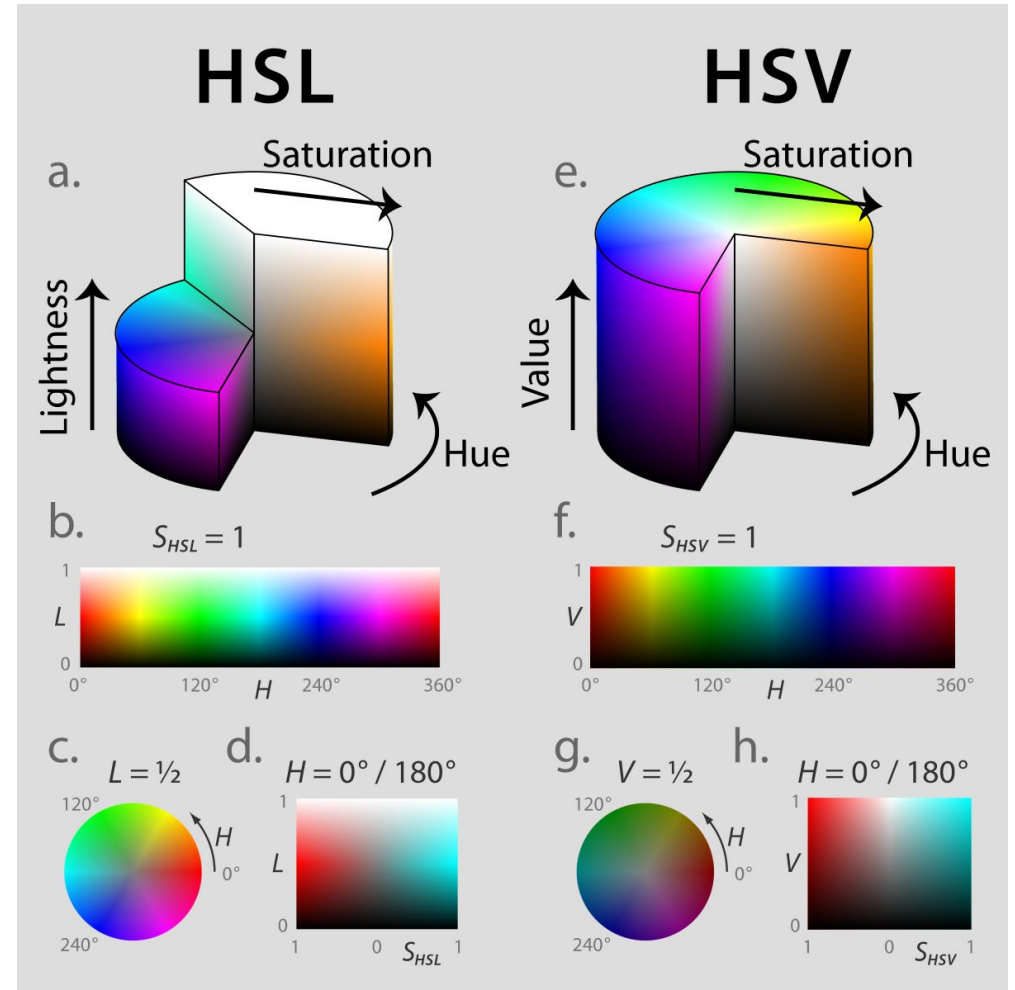 HSL
HSV
a.
Saturation
Lightness
Hue
e.
Saturation
Value
Hue
b.
S_HSL = 1
1
L
0
0°
120°
H
240°
360°
f.
S_HSV = 1
1
V
0
0°
120°
H
240°
360°
c.
L = ½
120°
H
0°
240°
d.
H = 0° / 180°
1
L
0
1
0
S_HSL
1
g.
V = ½
120°
H
0°
240°
h.
H = 0° / 180°
1
V
0
1
0
S_HSV
1